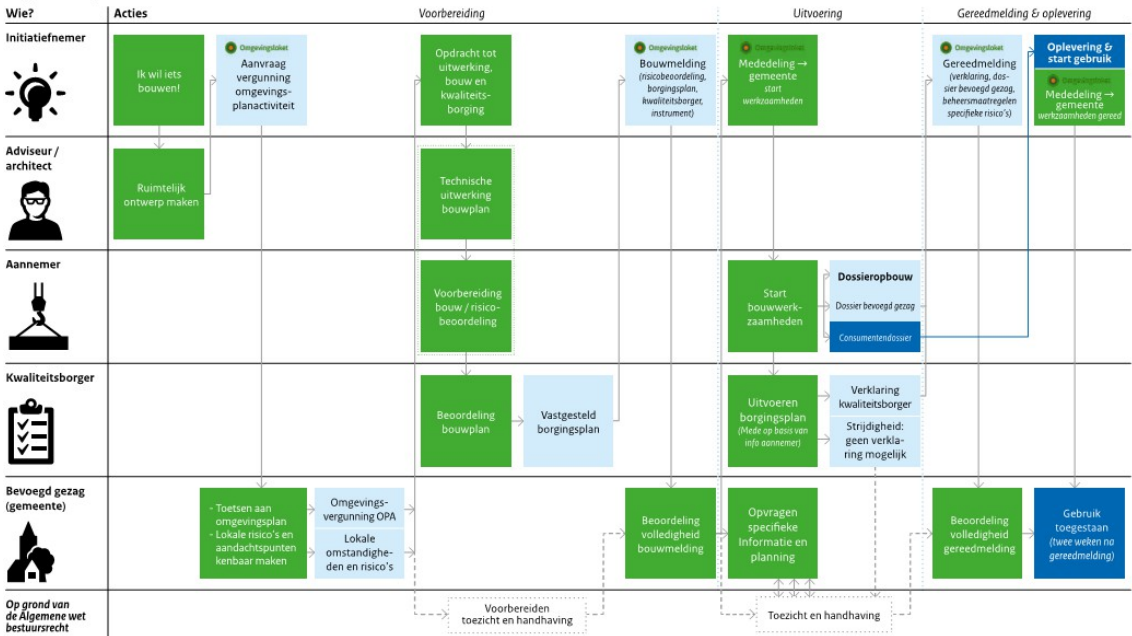 Wie?
Acties
Voorbereiding
Uitvoering
Gereedmelding & oplevering
Initiatiefnemer
Ik wil iets
bouwen!
Omgevingsloket
Aanvraag
vergunning
omgevings-
planactiviteit
Opdracht tot
uitwerking,
bouw en
kwaliteits-
borging
Omgevingsloket
Bouwmelding
(risicobeoordeling,
borgingsplan,
kwaliteitsborger,
instrument)
Omgevingsloket
Mededeling →
gemeente
start
werkzaamheden
Omgevingsloket
Gereedmelding
(verklaring, dos-
sier bevoegd gezag,
beheersmaatregelen
specifieke risico's)
Oplevering &
start gebruik
Omgevingsloket
Mededeling →
gemeente
werkzaamheden gereed
Adviseur /
architect
Ruimtelijk
ontwerp maken
Technische
uitwerking
bouwplan
Aannemer
Voorbereiding
bouw / risico-
beoordeling
Start
bouwwerk-
zaamheden
Dossieropbouw
Dossier bevoegd gezag
Consumentendossier
Kwaliteitsborger
Beoordeling
bouwplan
Vastgesteld
borgingsplan
Uitvoeren
borgingsplan
(Mede op basis van
info aannemer)
Verklaring
kwaliteitsborger
Strijdigheid:
geen verkla-
ring mogelijk
Bevoegd gezag
(gemeente)
- Toetsen aan
omgevingsplan
- Lokale risico's en
aandachtspunten
kenbaar maken
Omgevings-
vergunning OPA
Lokale
omstandighe-
den en risico's
Beoordeling
volledigheid
bouwmelding
Opvragen
specifieke
Informatie en
planning
Beoordeling
volledigheid
gereedmelding
Gebruik
toegestaan
(twee weken na
gereedmelding)
Op grond van
de Algemene wet
bestuursrecht
Voorbereiden
toezicht en handhaving
Toezicht en handhaving